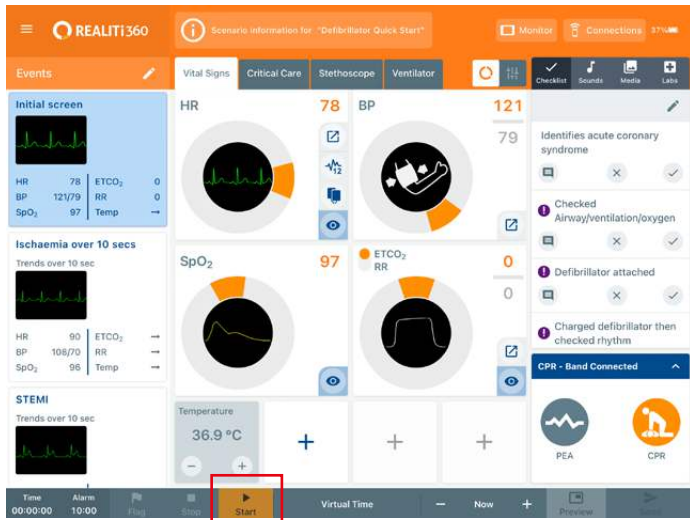 REALITi360
Scenario information for "Defibrillator Quick Start"
Monitor
Connections
37%
Events
Vital Signs
Critical Care
Stethoscope
Ventilator
Checklist
Sounds
Media
Labs
Initial screen
HR 78 ETCO₂ 0
BP 121/79 RR 0
SpO₂ 97 Temp →
Ischaemia over 10 secs
Trends over 10 sec
HR 90 ETCO₂ →
BP 108/70 RR →
SpO₂ 96 Temp →
STEMI
Trends over 10 sec
HR 78
12
BP 121
79
SpO₂ 97
ETCO₂ 0
RR 0
Temperature
36.9 °C
− +
+ + +
Identifies acute coronary
syndrome
Checked
Airway/ventilation/oxygen
Defibrillator attached
Charged defibrillator then
checked rhythm
CPR - Band Connected
PEA
CPR
Time
00:00:00
Alarm
10:00
Flag
Stop
Start
Virtual Time
− Now +
Preview